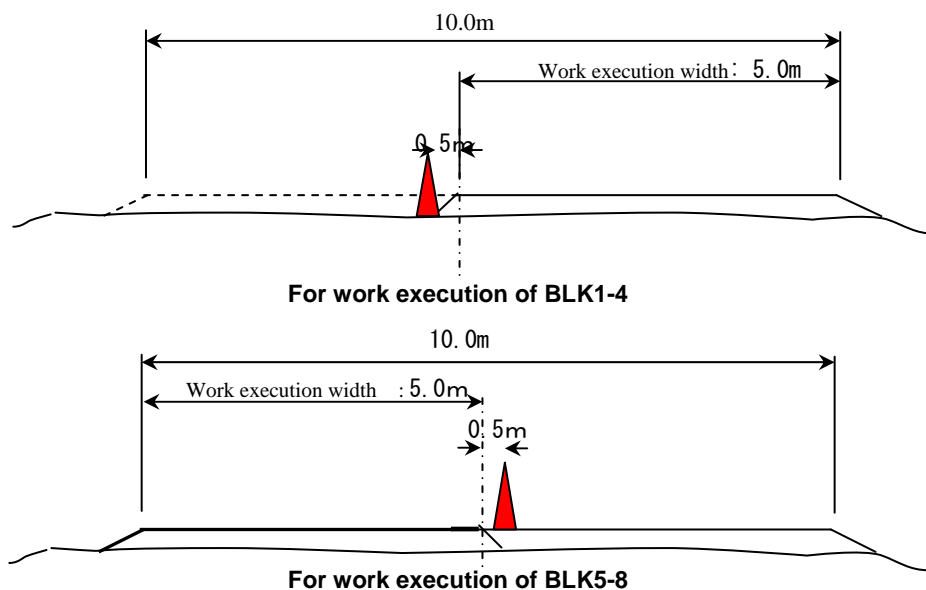 10.0m
Work execution width: 5.0m
0.5m
For work execution of BLK1-4
10.0m
Work execution width :5.0m
0.5m
For work execution of BLK5-8